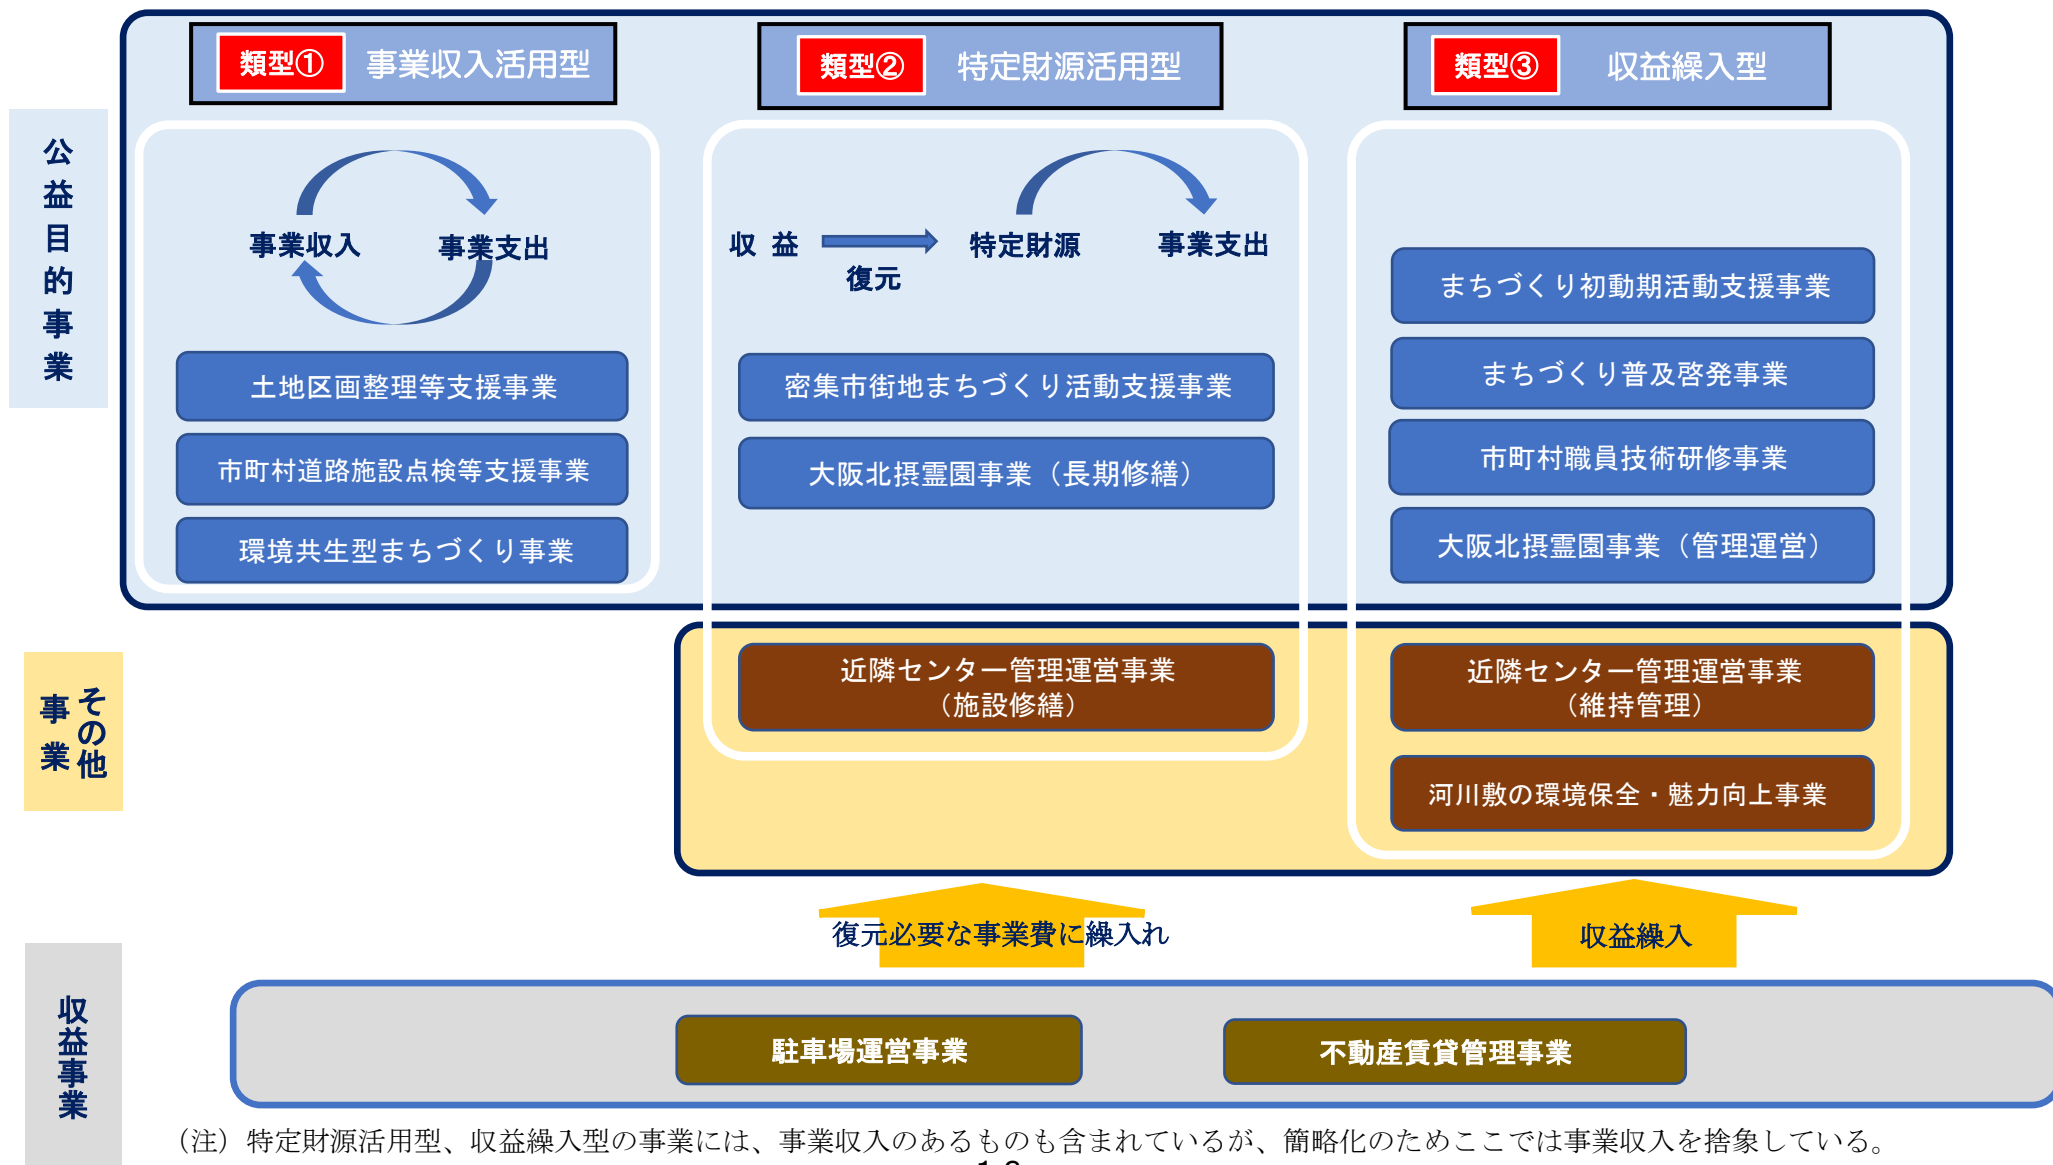 類型① 事業収入活用型
類型② 特定財源活用型
類型③ 収益繰入型
公益目的事業
事業収入
事業支出
土地区画整理等支援事業
市町村道路施設点検等支援事業
環境共生型まちづくり事業
収 益
復元
特定財源
事業支出
密集市街地まちづくり活動支援事業
大阪北摂霊園事業（長期修繕）
まちづくり初動期活動支援事業
まちづくり普及啓発事業
市町村職員技術研修事業
大阪北摂霊園事業（管理運営）
その他
事業
近隣センター管理運営事業
（施設修繕）
近隣センター管理運営事業
（維持管理）
河川敷の環境保全・魅力向上事業
復元必要な事業費に繰入れ
収益繰入
収益事業
駐車場運営事業
不動産賃貸管理事業
（注）特定財源活用型、収益繰入型の事業には、事業収入のあるものも含まれているが、簡略化のためここでは事業収入を捨象している。